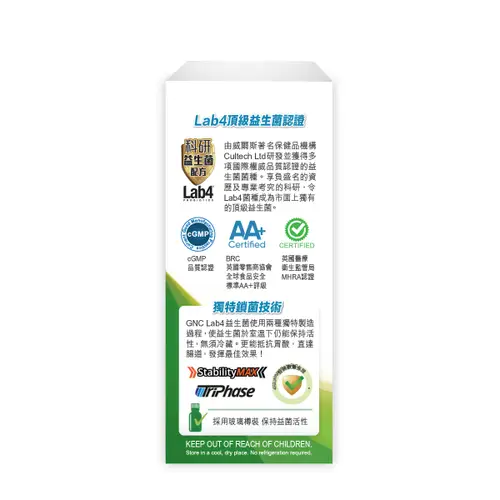 Lab4頂級益生菌認證
科研
益生菌
配方
Lab4
PROBIOTICS
由威爾斯著名保健品機構
Cultech Ltd研發並獲得多
項國際權威品質認證的益
生菌菌種。享負盛名的資
歷及專業考究的科研，令
Lab4菌種成為市面上獨有
的頂級益生菌。
cGMP
AA+
Certified
CERTIFIED
cGMP
品質認證
BRC
英國零售商協會
全球食品安全
標準AA+評級
英國醫療
衛生監管局
MHRA認證
獨特鎖菌技術
GNC Lab4益生菌使用兩種獨特製造
過程，使益生菌於室溫下仍能保持活
性，無須冷藏。更能抵抗胃酸，直達
腸道，發揮最佳效果！
StabilityMAX
TriPhase
採用玻璃樽裝 保持益菌活性
KEEP OUT OF REACH OF CHILDREN.
Store in a cool, dry place. No refrigeration required.